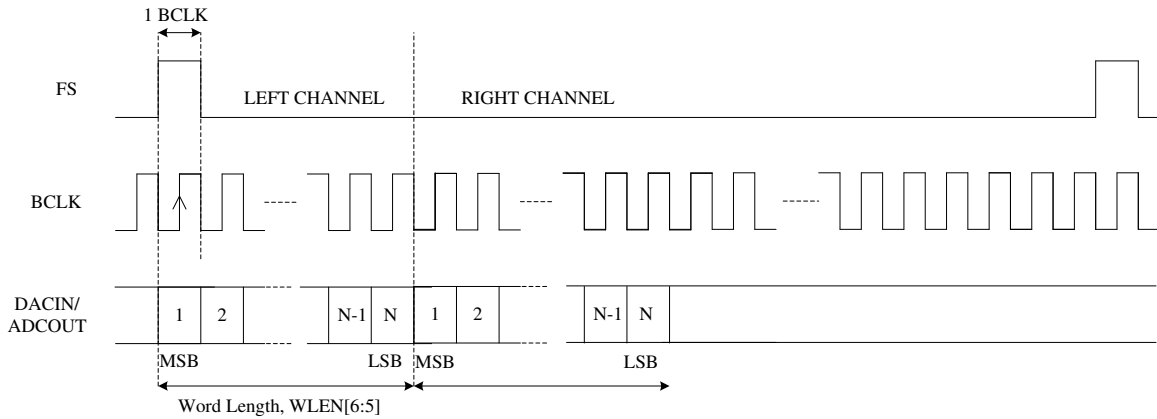 1 BCLK
FS
LEFT CHANNEL
RIGHT CHANNEL
BCLK
DACIN/
ADCOUT
1
2
N-1
N
1
2
N-1
N
MSB
LSB
MSB
LSB
Word Length, WLEN[6:5]